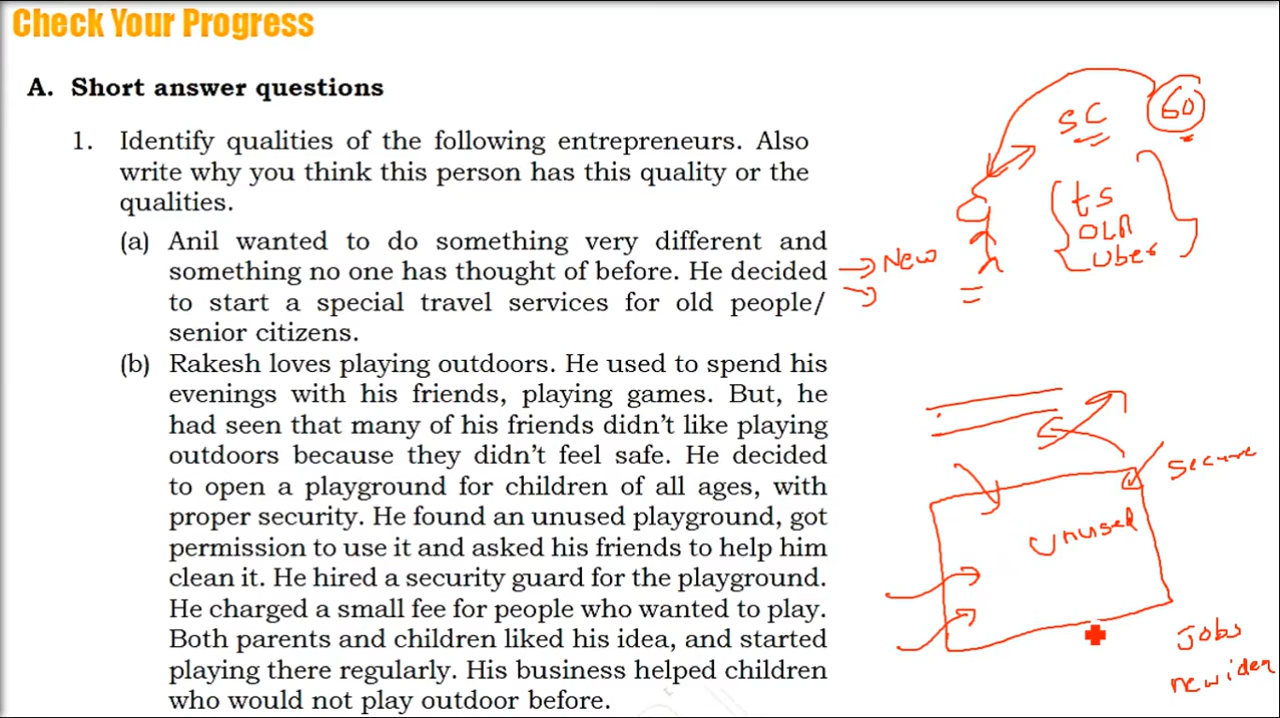 Check Your Progress
A. Short answer questions
1. Identify qualities of the following entrepreneurs. Also
write why you think this person has this quality or the
qualities.
(a) Anil wanted to do something very different and
something no one has thought of before. He decided
to start a special travel services for old people/
senior citizens.
(b) Rakesh loves playing outdoors. He used to spend his
evenings with his friends, playing games. But, he
had seen that many of his friends didn't like playing
outdoors because they didn't feel safe. He decided
to open a playground for children of all ages, with
proper security. He found an unused playground, got
permission to use it and asked his friends to help him
clean it. He hired a security guard for the playground.
He charged a small fee for people who wanted to play.
Both parents and children liked his idea, and started
playing there regularly. His business helped children
who would not play outdoor before.
60
SC
ts
OLA
Uber
New
Secure
Unused
Jobs
new idea